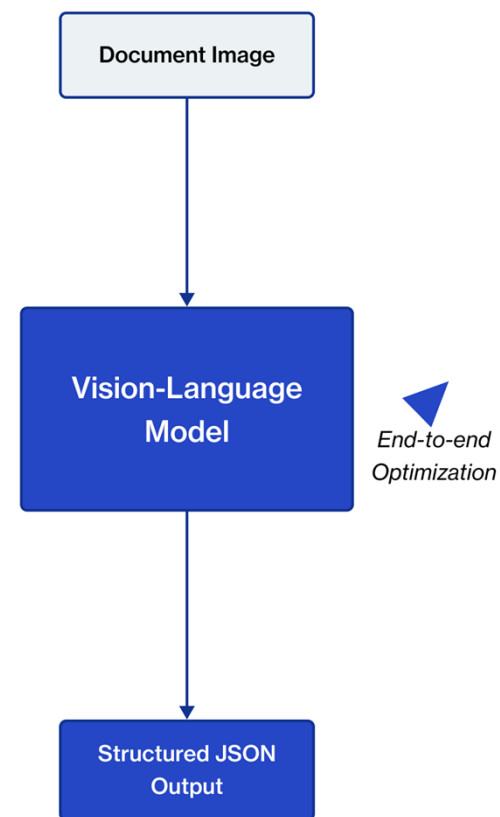 Document Image
Vision-Language
Model
End-to-end
Optimization
Structured JSON
Output